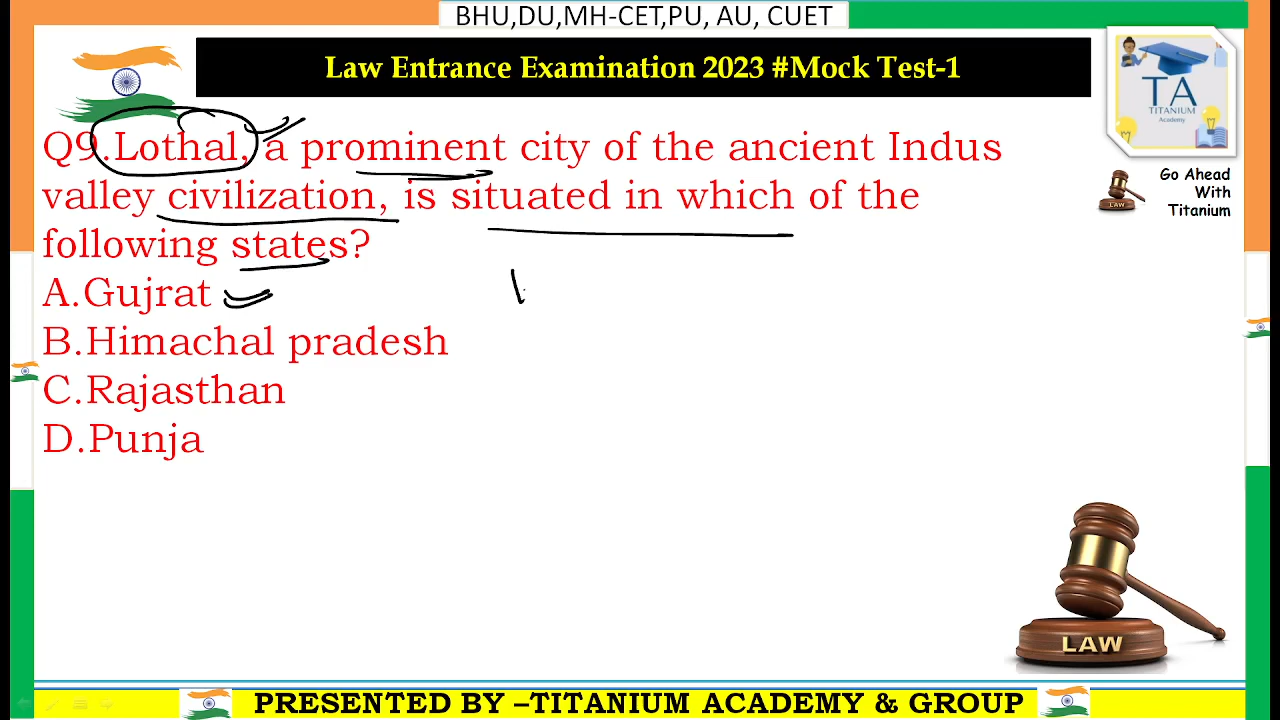 BHU,DU,MH-CET,PU, AU, CUET
Law Entrance Examination 2023 #Mock Test-1
TA
TITANIUM
Academy
Q9.Lothal, a prominent city of the ancient Indus
valley civilization, is situated in which of the
following states?
A.Gujrat
B.Himachal pradesh
C.Rajasthan
D.Punja
LAW
Go Ahead
With
Titanium
LAW
PRESENTED BY –TITANIUM ACADEMY & GROUP